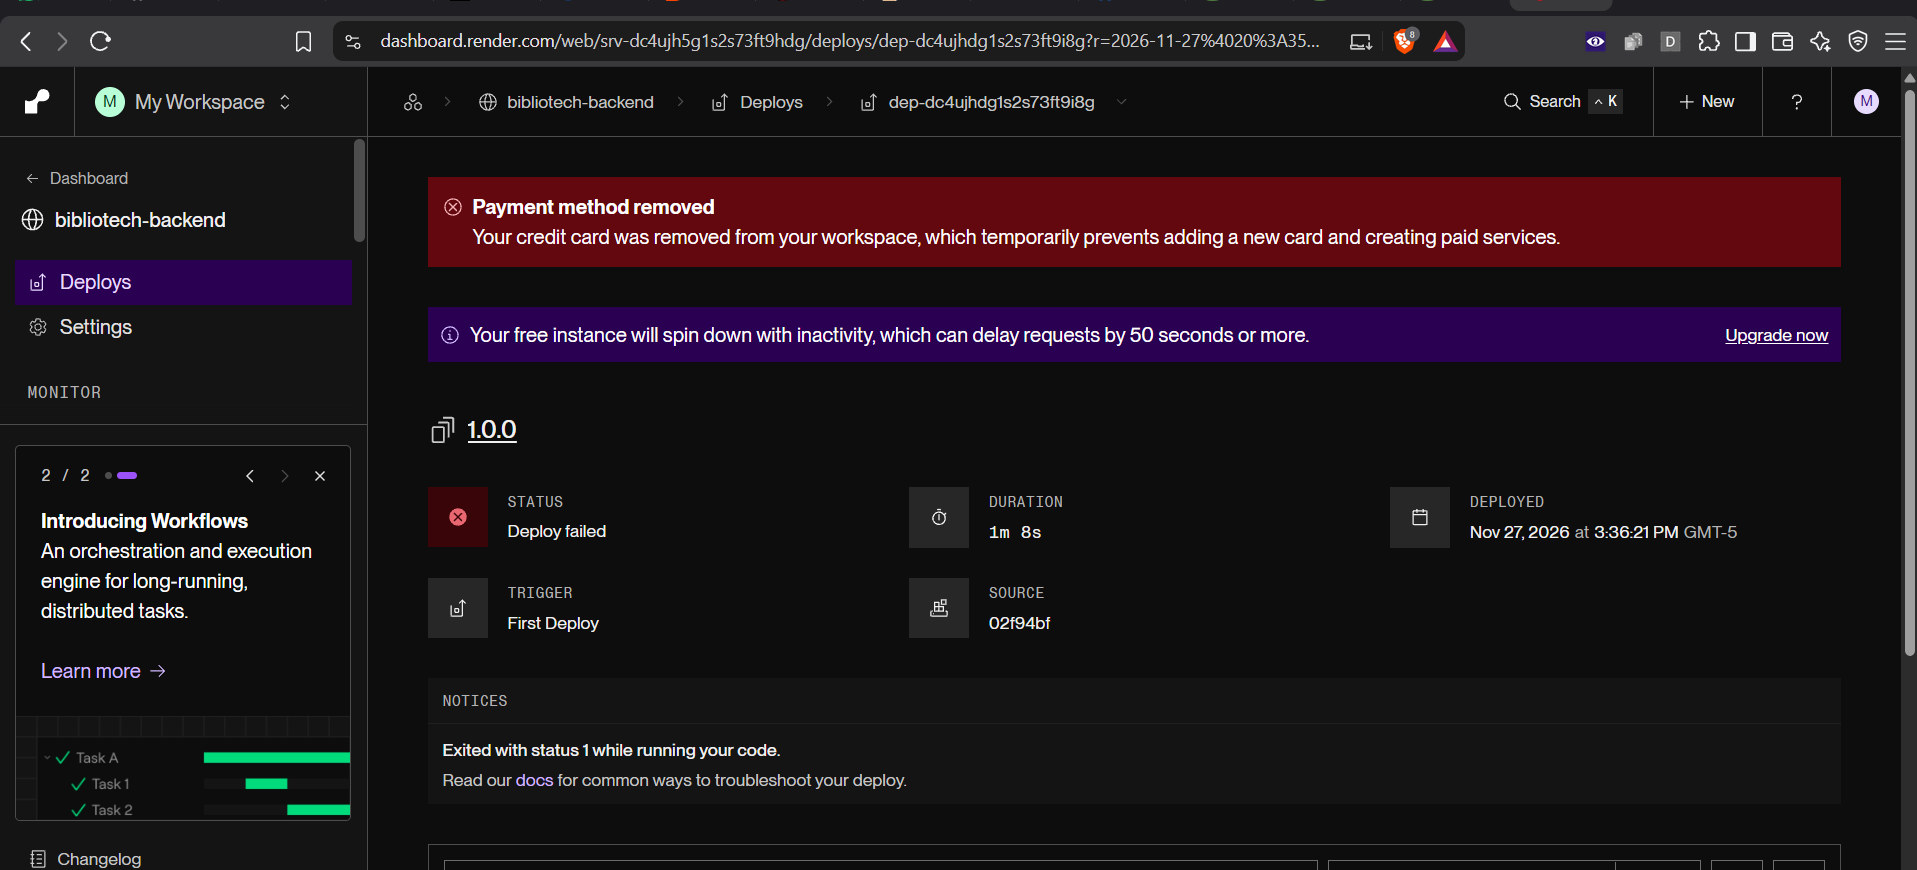 dashboard.render.com/web/srv-dc4ujh5g1s2s73ft9hdg/deploys/dep-dc4ujhdg1s2s73ft9i8g?r=2026-11-27%4020%3A35...
8
D
M My Workspace
bibliotech-backend
Deploys
dep-dc4ujhdg1s2s73ft9i8g
Search ^ K
+ New
?
M
← Dashboard
bibliotech-backend
Deploys
Settings
MONITOR
2 / 2
Introducing Workflows
An orchestration and execution
engine for long-running,
distributed tasks.
Learn more →
Task A
Task 1
Task 2
Changelog
Payment method removed
Your credit card was removed from your workspace, which temporarily prevents adding a new card and creating paid services.
Your free instance will spin down with inactivity, which can delay requests by 50 seconds or more.
Upgrade now
1.0.0
STATUS
Deploy failed
DURATION
1m 8s
DEPLOYED
Nov 27, 2026 at 3:36:21 PM GMT-5
TRIGGER
First Deploy
SOURCE
02f94bf
NOTICES
Exited with status 1 while running your code.
Read our docs for common ways to troubleshoot your deploy.